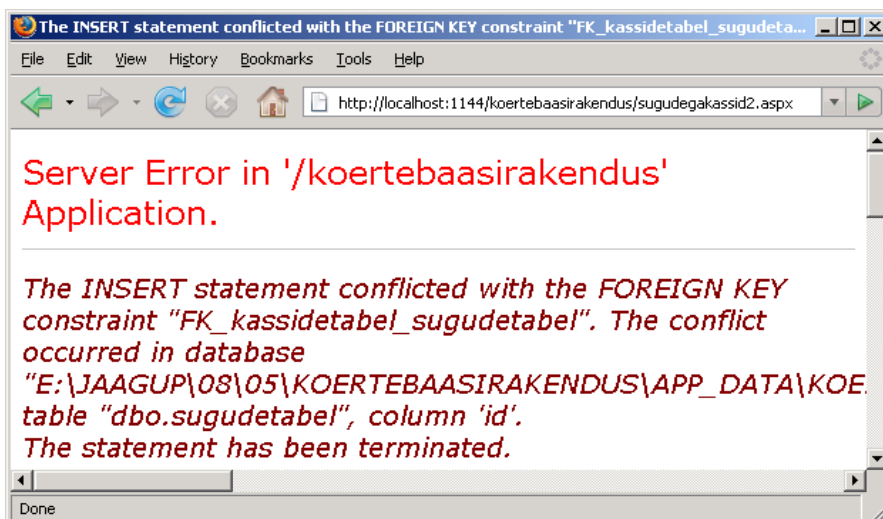 The INSERT statement conflicted with the FOREIGN KEY constraint "FK_kassidetabel_sugudeta...
File Edit View History Bookmarks Tools Help
http://localhost:1144/koertebaasirakendus/sugudegakassid2.aspx
Server Error in '/koertebaasirakendus'
Application.
The INSERT statement conflicted with the FOREIGN KEY
constraint "FK_kassidetabel_sugudetabel". The conflict
occurred in database
"E:\JAAGUP\08\05\KOERTEBAASIRAKENDUS\APP_DATA\KOE
table "dbo.sugudetabel", column 'id'.
The statement has been terminated.
Done